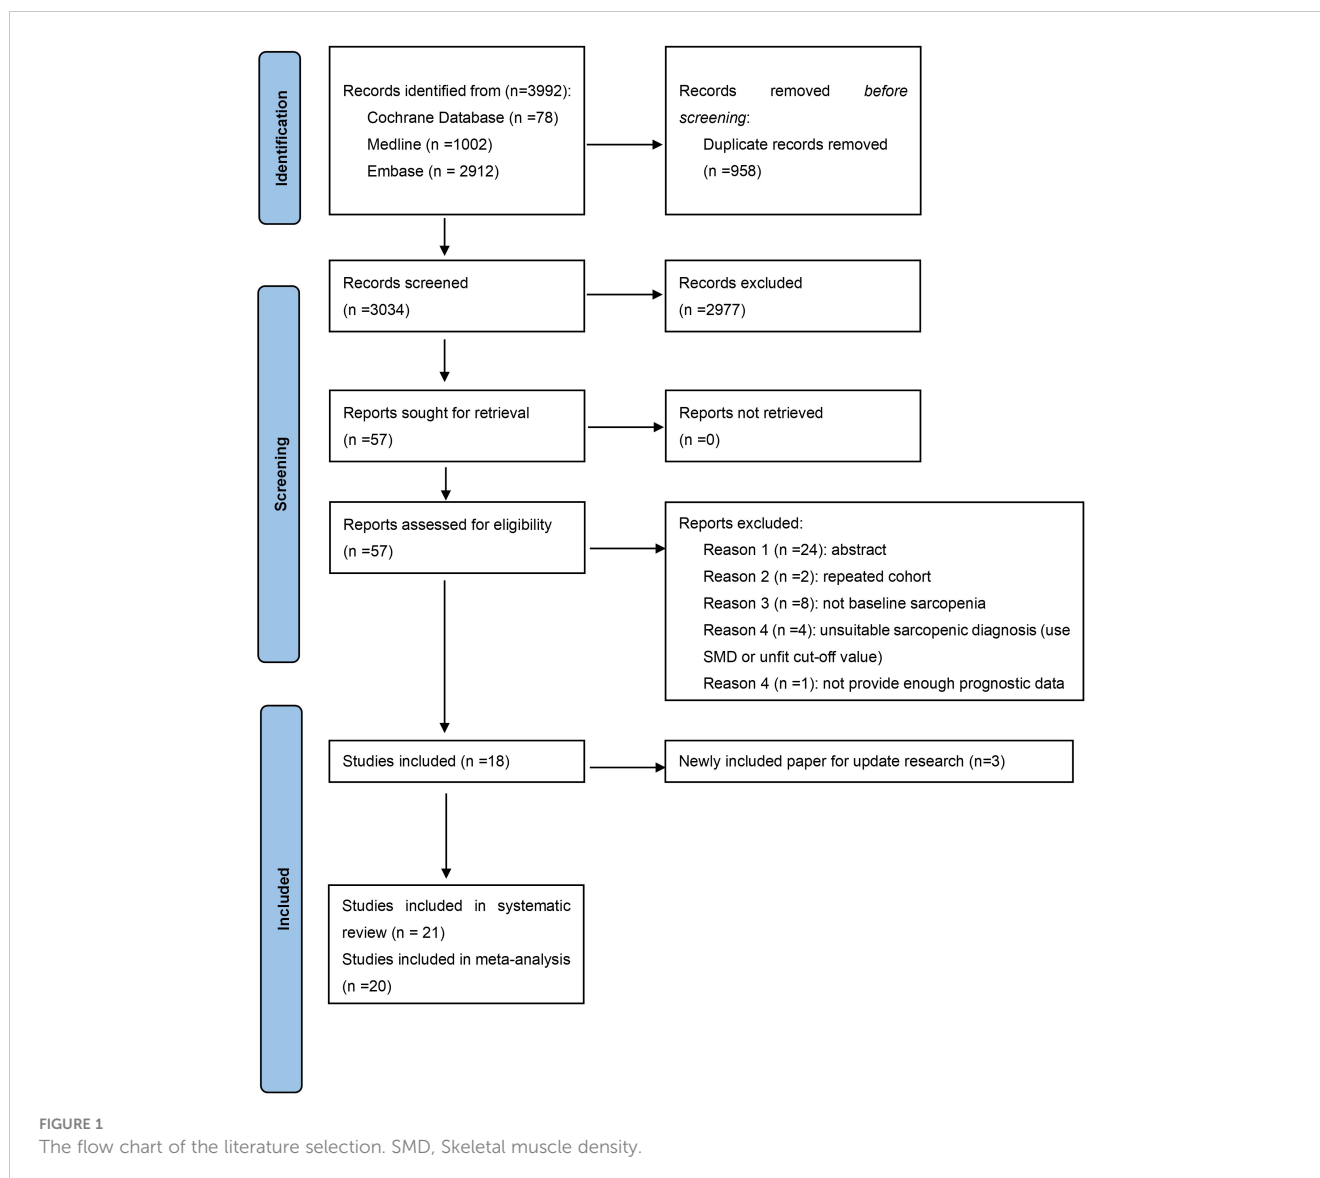 Identification
Records identified from (n=3992):
Cochrane Database (n =78)
Medline (n =1002)
Embase (n = 2912)
Records removed before
screening:
Duplicate records removed
(n =958)
Screening
Records screened
(n =3034)
Records excluded
(n =2977)
Reports sought for retrieval
(n =57)
Reports not retrieved
(n =0)
Reports assessed for eligibility
(n =57)
Reports excluded:
Reason 1 (n =24): abstract
Reason 2 (n =2): repeated cohort
Reason 3 (n =8): not baseline sarcopenia
Reason 4 (n =4): unsuitable sarcopenic diagnosis (use
SMD or unfit cut-off value)
Reason 4 (n =1): not provide enough prognostic data
Included
Studies included (n =18)
Newly included paper for update research (n=3)
Studies included in systematic
review (n = 21)
Studies included in meta-analysis
(n =20)
FIGURE 1
The flow chart of the literature selection. SMD, Skeletal muscle density.